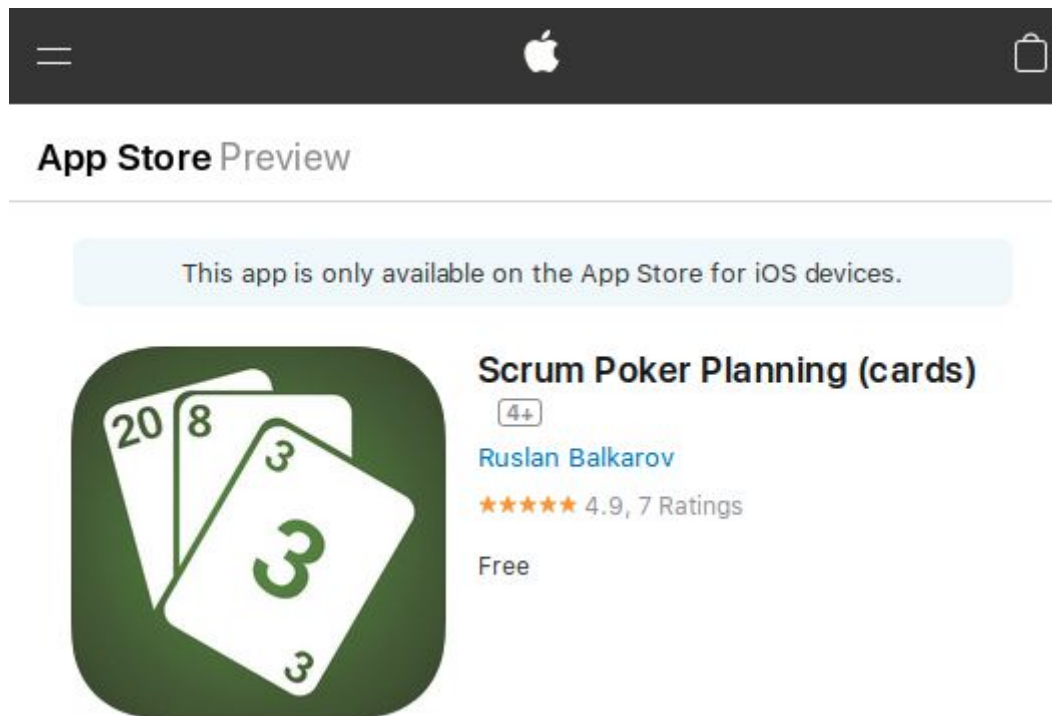 App Store Preview
This app is only available on the App Store for iOS devices.
20
8
3
3
3
Scrum Poker Planning (cards)
4+
Ruslan Balkarov
★★★★★ 4.9, 7 Ratings
Free